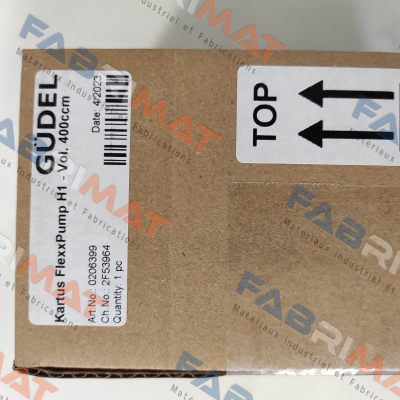 GÜDEL
Kartus FlexxPump H1 - Vol. 400ccm
Date: 4/2023
Art.No.: 0206399
Ch.No.: 2F53964
Quantity: 1 pc
TOP
FABRIMAT
Materiaux Industriel et Fabrications